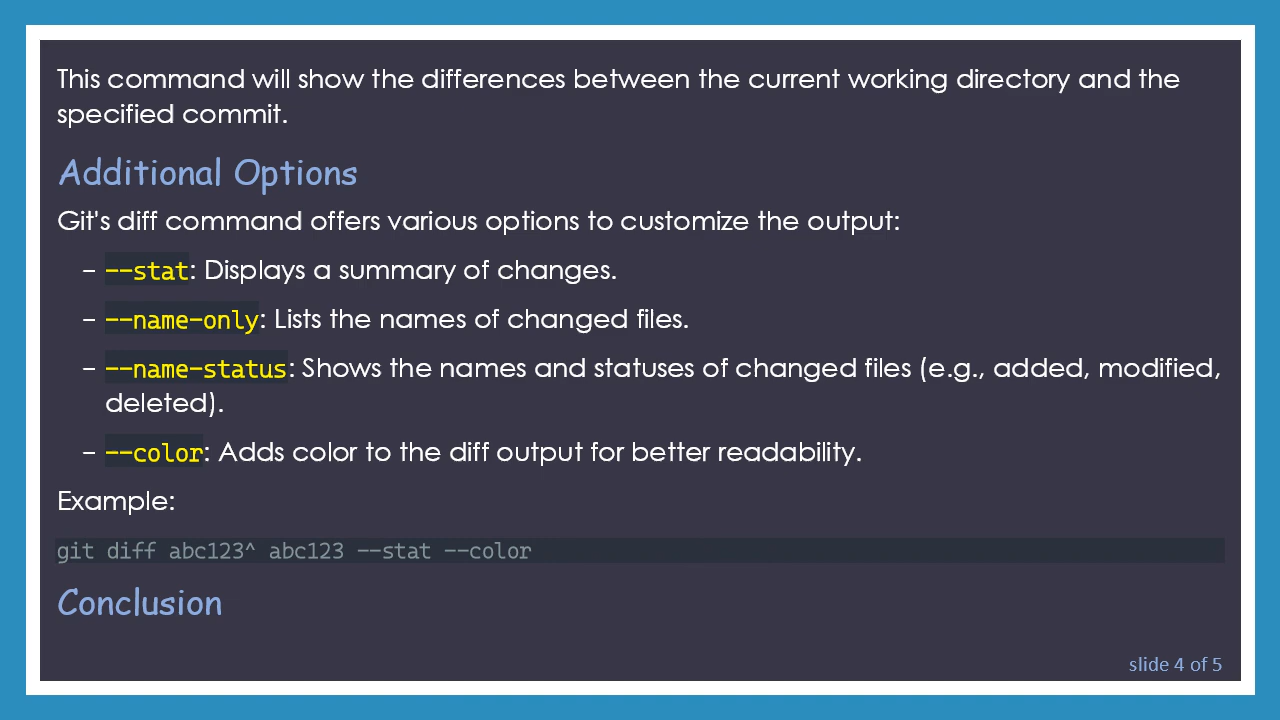 This command will show the differences between the current working directory and the
specified commit.
Additional Options
Git's diff command offers various options to customize the output:
- --stat: Displays a summary of changes.
- --name-only: Lists the names of changed files.
- --name-status: Shows the names and statuses of changed files (e.g., added, modified,
deleted).
- --color: Adds color to the diff output for better readability.
Example:
git diff abc123^ abc123 --stat --color
Conclusion
slide 4 of 5